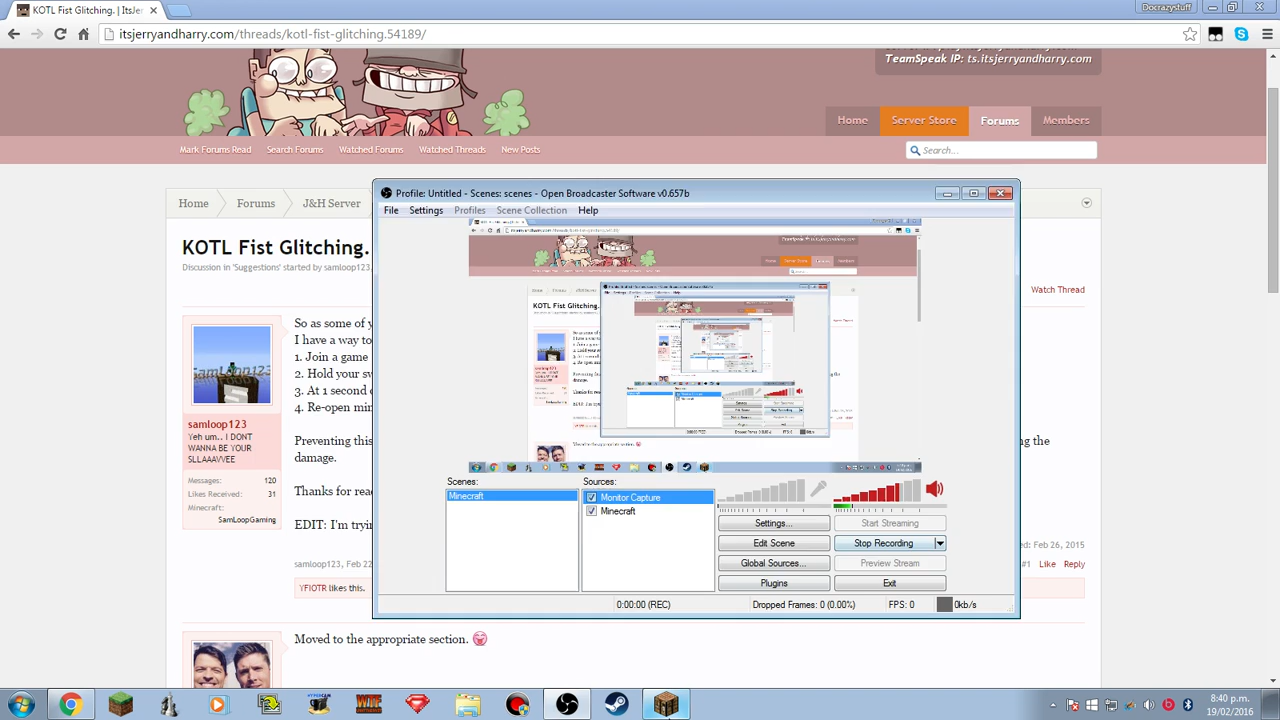 KOTL Fist Glitching. | ItsJer
Docrazystuff
itsjerryandharry.com/threads/kotl-fist-glitching.54189/
TeamSpeak IP: ts.itsjerryandharry.com
Home
Server Store
Forums
Members
Mark Forums Read
Search Forums
Watched Forums
Watched Threads
New Posts
Search...
Home
Forums
J&H Server
KOTL Fist Glitching.
Discussion in 'Suggestions' started by samloop123,
Watch Thread
So as some of y
I have a way to
1. Join a game
2. Hold your sw
3. At 1 second
4. Re-open min
Preventing this
ing the
damage.
Thanks for rea
EDIT: I'm tryin
samloop123
Yeh um.. I DONT
WANNA BE YOUR
SLLAAAVEE
Messages: 120
Likes Received: 31
Minecraft:
SamLoopGaming
samloop123, Feb 22
ed: Feb 26, 2015
#1 Like Reply
YFIOTR likes this.
Moved to the appropriate section.
Profile: Untitled - Scenes: scenes - Open Broadcaster Software v0.657b
File Settings Profiles Scene Collection Help
Scenes:
Minecraft
Sources:
Monitor Capture
Minecraft
Settings...
Start Streaming
Edit Scene
Stop Recording
Global Sources...
Preview Stream
Plugins
Exit
0:00:00 (REC)
Dropped Frames: 0 (0.00%)
FPS: 0
0kb/s
HYPERCAM
WTF
8:40 p.m.
19/02/2016